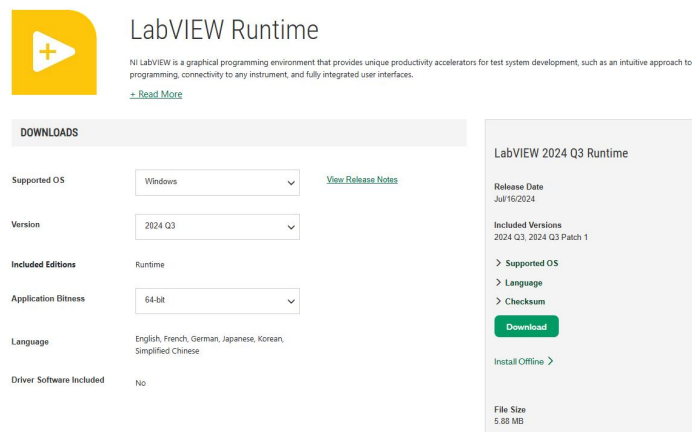 LabVIEW Runtime
NI LabVIEW is a graphical programming environment that provides unique productivity accelerators for test system development, such as an intuitive approach to
programming, connectivity to any instrument, and fully integrated user interfaces.
+ Read More
DOWNLOADS
Supported OS
Windows
View Release Notes
Version
2024 Q3
Included Editions
Runtime
Application Bitness
64-bit
Language
English, French, German, Japanese, Korean,
Simplified Chinese
Driver Software Included
No
LabVIEW 2024 Q3 Runtime
Release Date
Jul/16/2024
Included Versions
2024 Q3, 2024 Q3 Patch 1
> Supported OS
> Language
> Checksum
Download
Install Offline >
File Size
5.88 MB